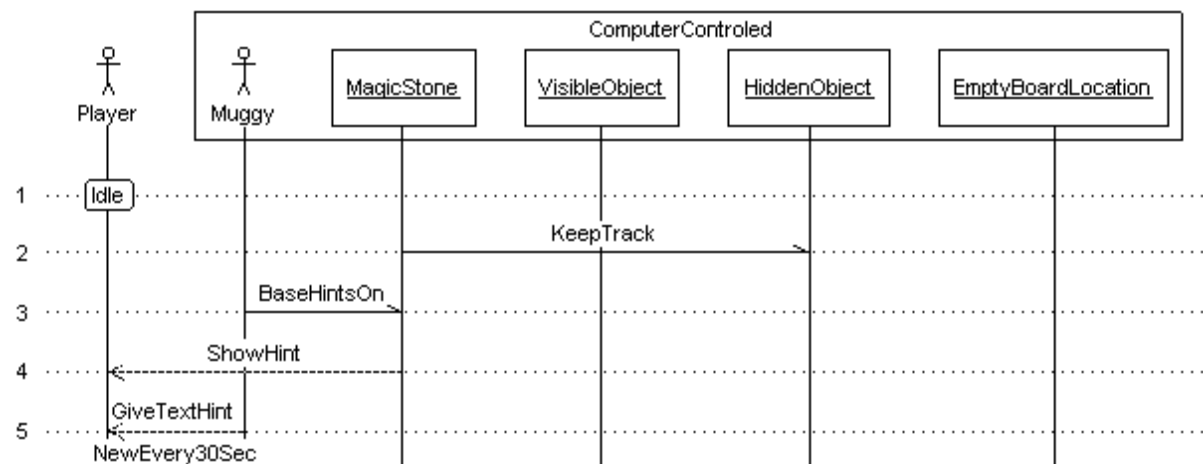 ComputerControled
Player
Muggy
MagicStone
VisibleObject
HiddenObject
EmptyBoardLocation
1
Idle
2
KeepTrack
3
BaseHintsOn
4
ShowHint
5
GiveTextHint
NewEvery30Sec